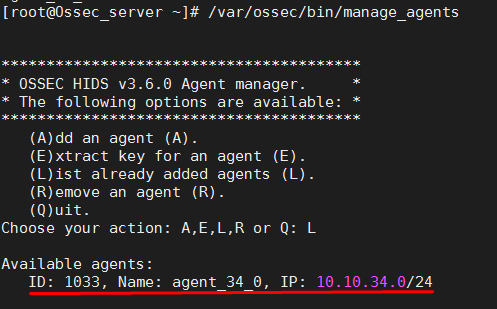 [root@Ossec_server ~]# /var/ossec/bin/manage_agents
****************************************
* OSSEC HIDS v3.6.0 Agent manager.     *
* The following options are available: *
****************************************
   (A)dd an agent (A).
   (E)xtract key for an agent (E).
   (L)ist already added agents (L).
   (R)emove an agent (R).
   (Q)uit.
Choose your action: A,E,L,R or Q: L
Available agents:
   ID: 1033, Name: agent_34_0, IP: 10.10.34.0/24